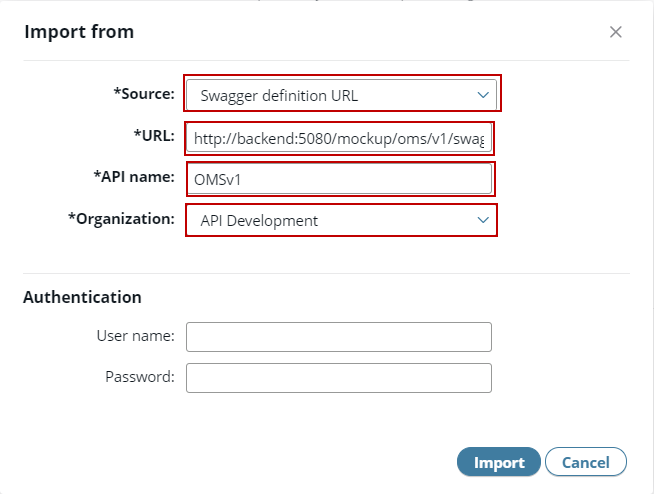 Import from
*Source: Swagger definition URL
*URL: http://backend:5080/mockup/oms/v1/swag
*API name: OMSv1
*Organization: API Development
Authentication
User name:
Password:
Import Cancel